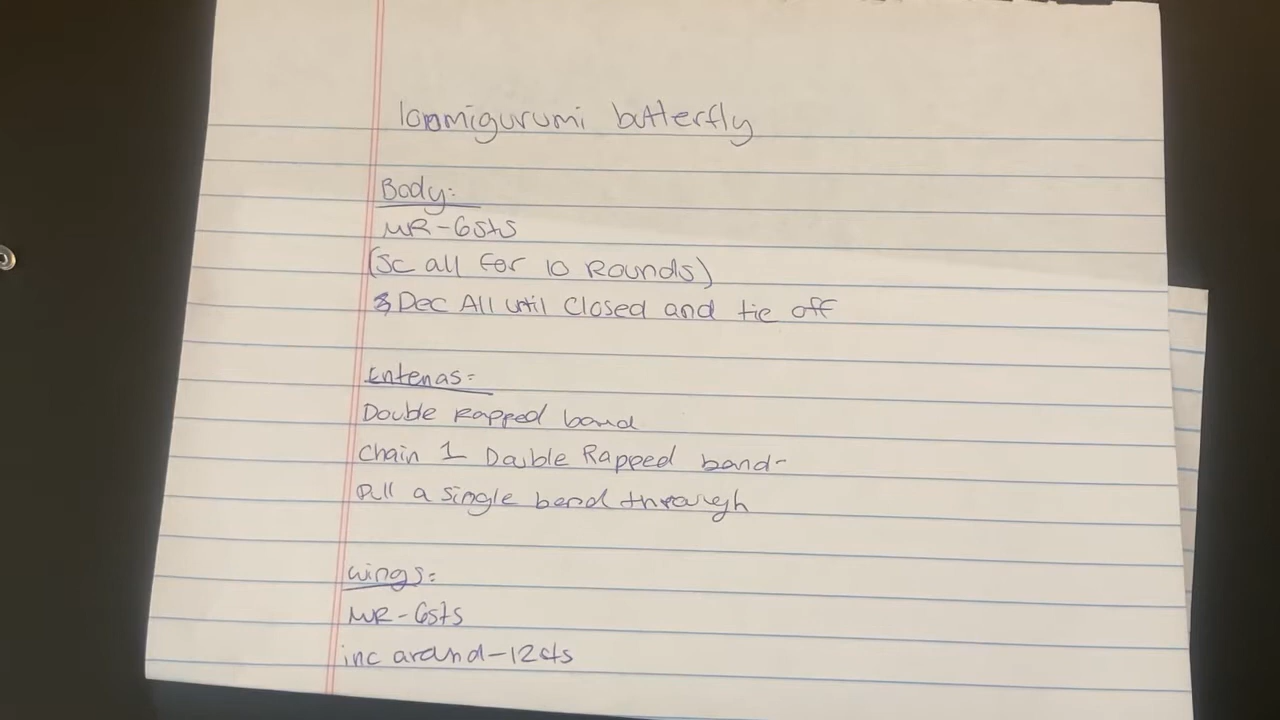 loomigurumi butterfly
Body:
MR-6sts
(Sc all for 10 Rounds)
Dec All until Closed and tie off
Entenas:
Double Rapped band
Chain 1 Double Rapped band-
Pull a single band through
wings:
MR-6sts
inc around-12sts